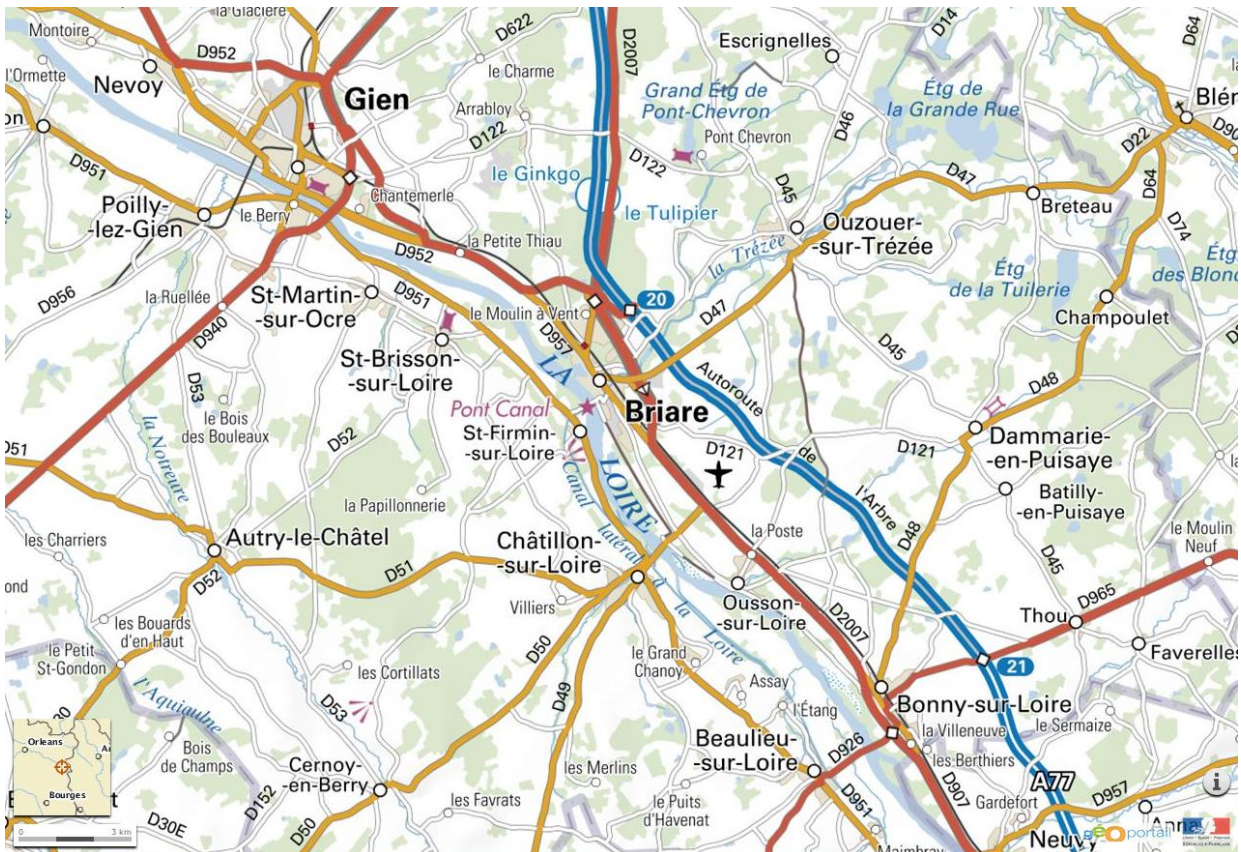 la Glacière
Montoire
D952
D622
D2007
D14
D64
l'Ormette
Nevoy
le Charme
Escrignelles
Gien
Arrabloy
Grand Étg de
Pont-Chevron
Étg de
la Grande Rue
D122
Pont Chevron
D46
D22
D951
le Ginkgo
D122
D45
D47
D64
Poilly-
-lez-Gien
le Berry
Chantemerle
le Tulipier
Ouzouer-
-sur-Trézée
Breteau
D74
la Petite Thiau
D952
la Trézée
Étg
de la Tuilerie
D956
la Ruellée
St-Martin-
-sur-Ocre
D951
20
D47
Champoulet
D940
le Moulin à Vent
D957
St-Brisson-
-sur-Loire
LA
LOIRE
Autoroute
de
l'Arbre
D45
D48
D53
le Bois
des Bouleaux
la Notreure
D52
Pont Canal
Briare
St-Firmin-
-sur-Loire
D121
D121
Dammarie-
-en-Puisaye
D51
la Papillonnerie
Canal latéral à la Loire
Batilly-
-en-Puisaye
les Charriers
Autry-le-Châtel
Châtillon-
-sur-Loire
la Poste
D48
le Moulin
Neuf
D52
D51
Villiers
Ousson-
-sur-Loire
D45
D965
Thou
les Bouards
d'en Haut
D50
D2007
le Petit
St-Gondon
les Cortillats
le Grand
Chanoy
21
Faverelles
l'Aquiaulne
D53
D49
Assay
l'Étang
Bonny-sur-Loire
la Villeneuve
le Sermaize
Orleans
Bois
de Champs
Beaulieu-
-sur-Loire
D926
les Berthiers
Cernoy-
-en-Berry
les Merlins
A77
Bourges
D152
les Favrats
le Puits
d'Havenat
D951
D907
Gardefort
D957
0
3 km
D30E
D50
Neuvy
géoportail